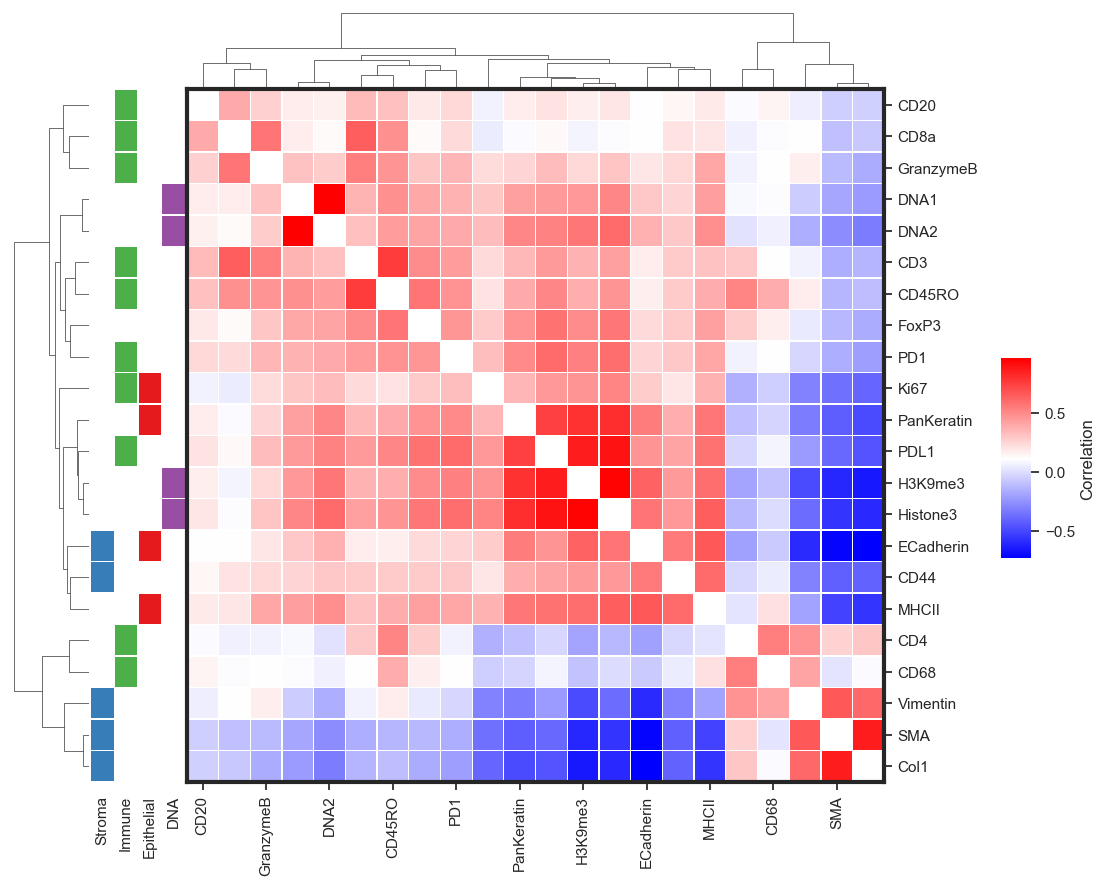 CD20
CD8a
GranzymeB
DNA1
DNA2
CD3
CD45RO
FoxP3
PD1
Ki67
PanKeratin
PDL1
H3K9me3
Histone3
ECadherin
CD44
MHCII
CD4
CD68
Vimentin
SMA
Col1
0.5
0.0
−0.5
Correlation
Stroma
Immune
Epithelial
DNA
CD20
GranzymeB
DNA2
CD45RO
PD1
PanKeratin
H3K9me3
ECadherin
MHCII
CD68
SMA